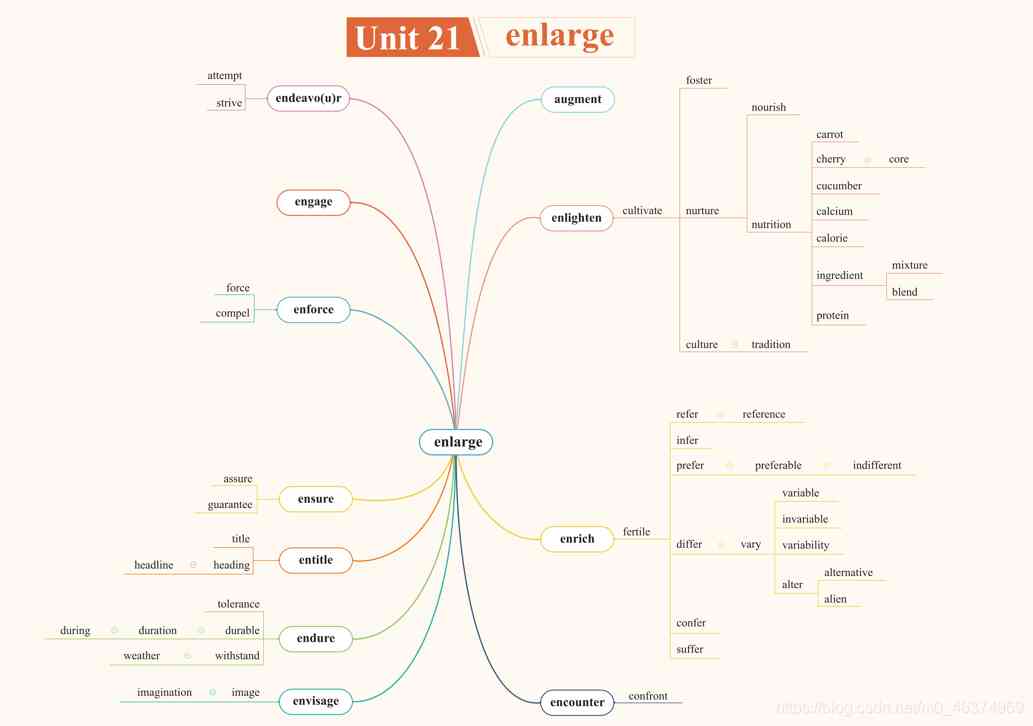 Unit 21
enlarge
enlarge
augment
enlighten
cultivate
foster
nurture
nourish
nutrition
carrot
cherry core
cucumber
calcium
calorie
ingredient
mixture
blend
protein
culture tradition
enrich
fertile
refer reference
infer
prefer preferable indifferent
differ vary
variable
invariable
variability
alter
alternative
alien
confer
suffer
encounter
confront
endeavo(u)r
attempt
strive
engage
enforce
force
compel
ensure
assure
guarantee
entitle
title
headline heading
endure
tolerance
during duration durable
weather withstand
envisage
imagination image
https://blog.csdn.net/m0_46374969